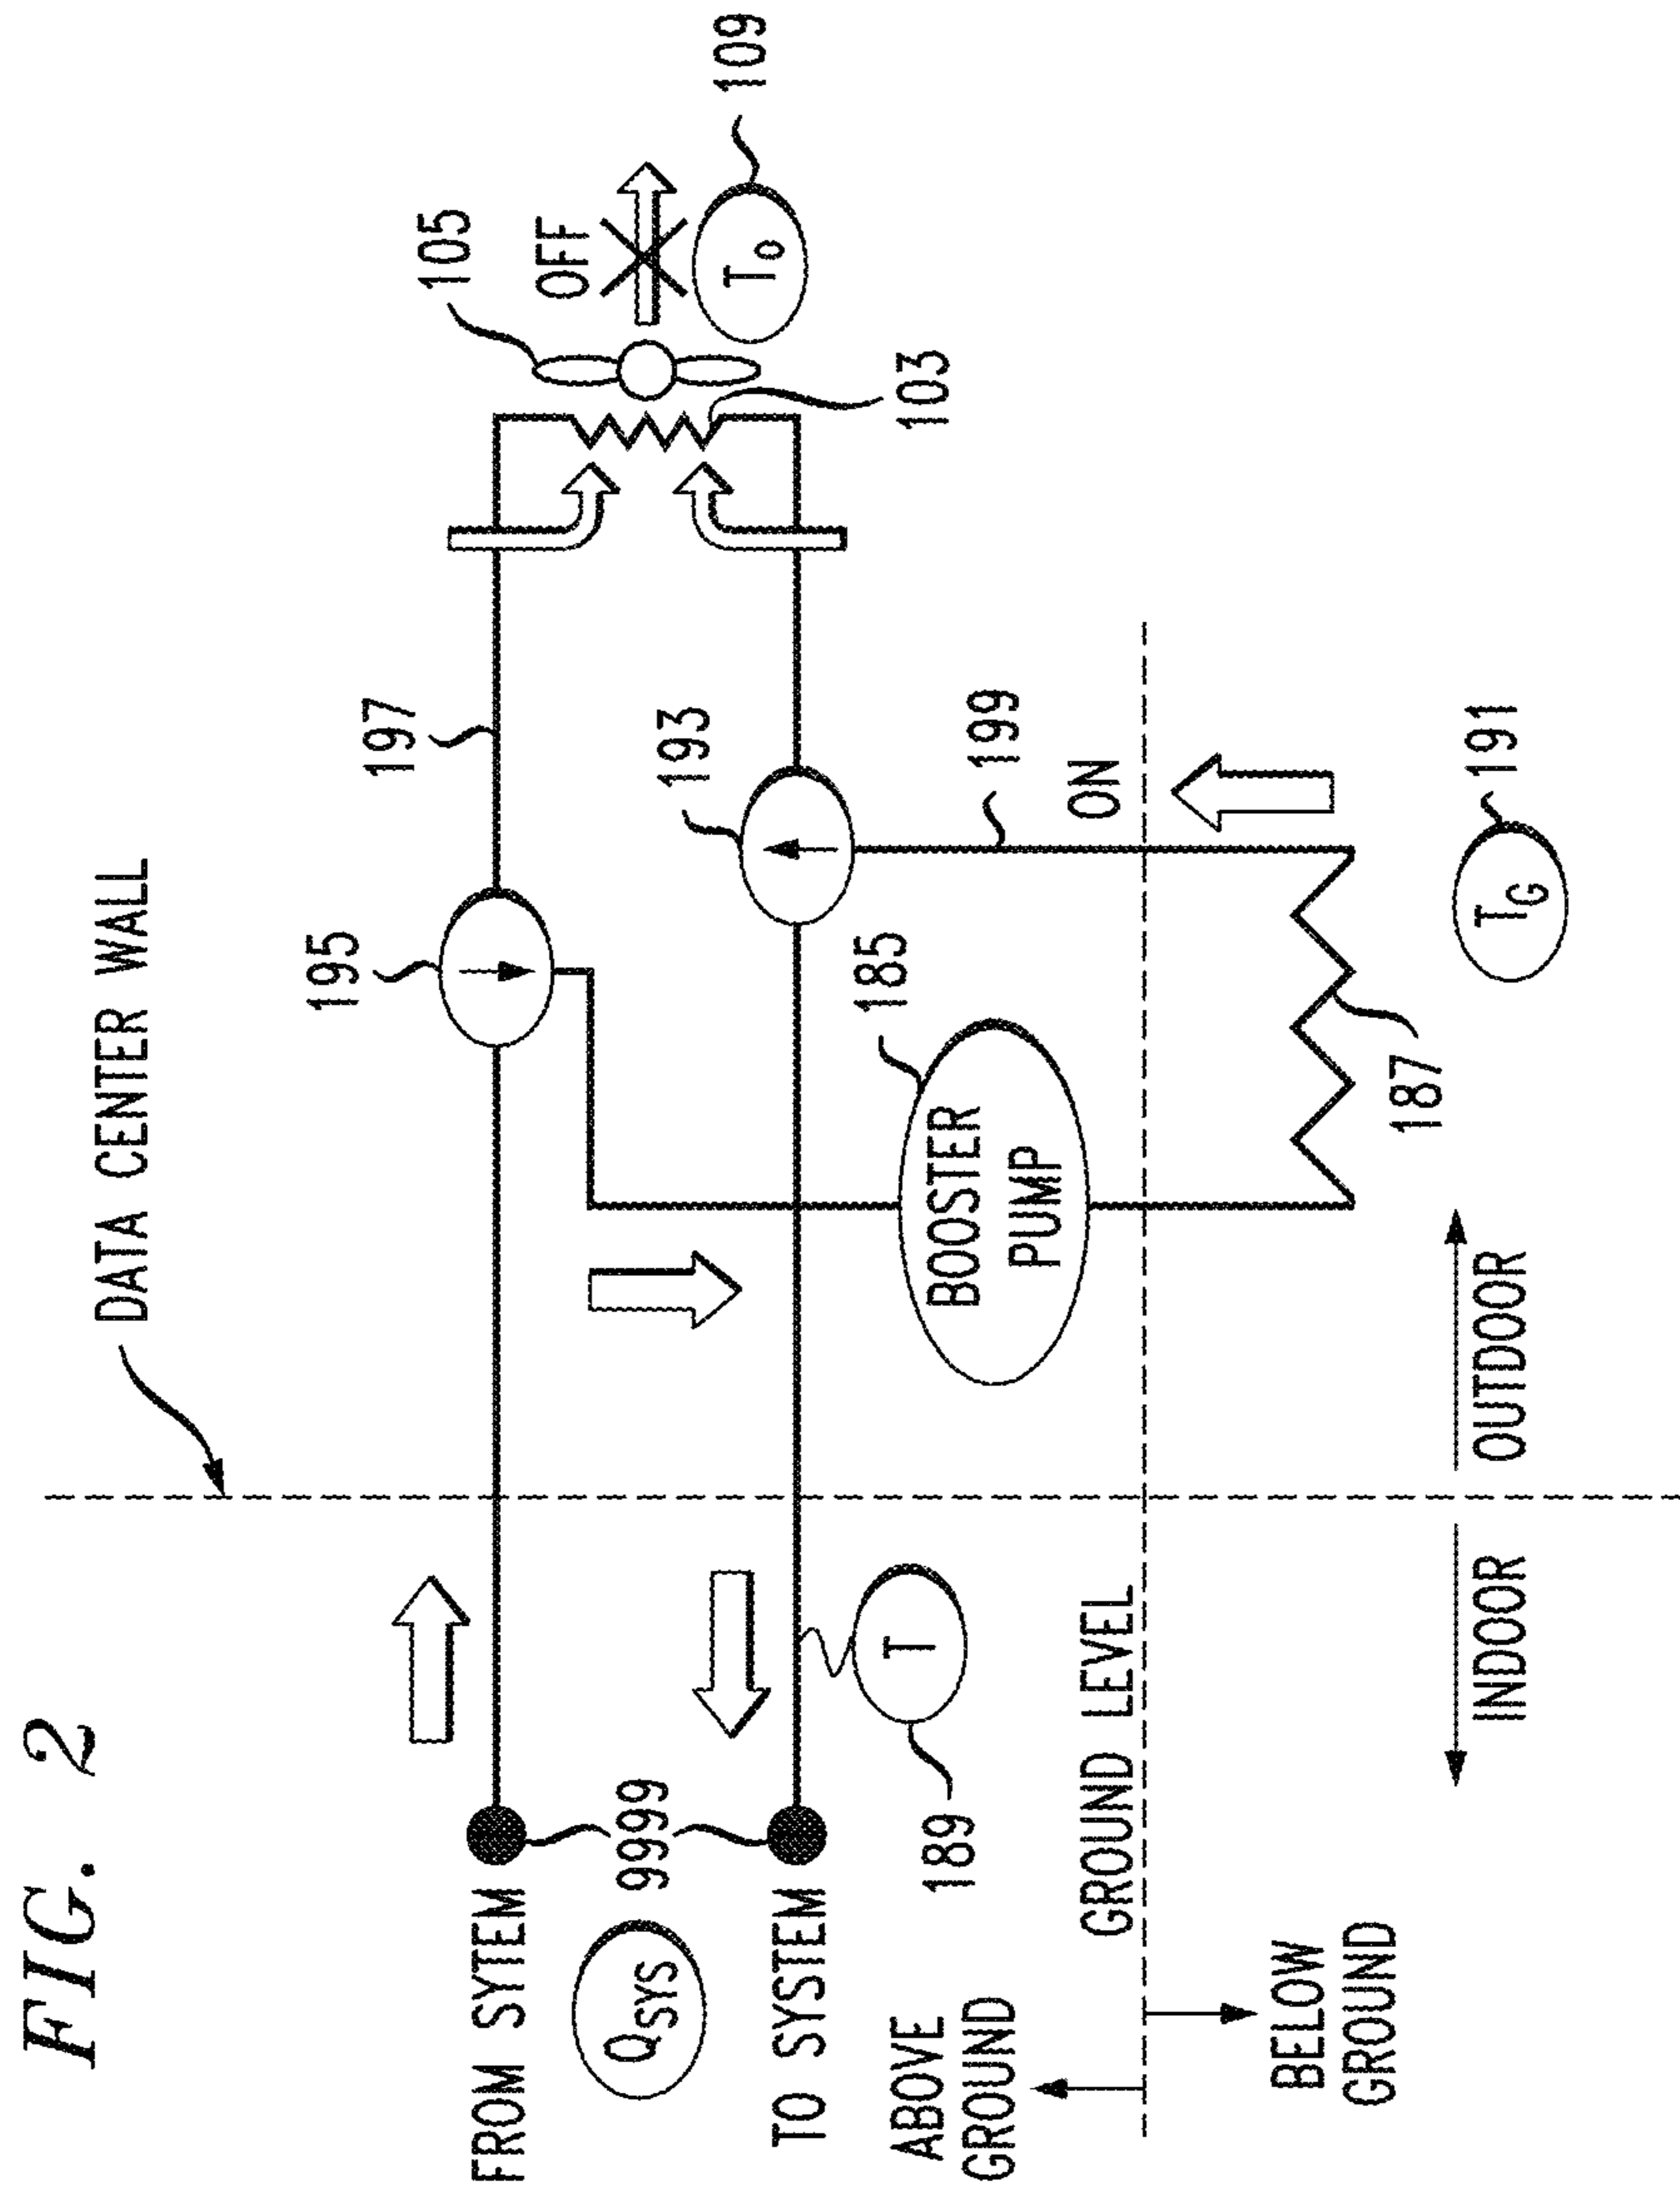 FIG. 2
DATA CENTER WALL
195
197
105
FROM SYTEM
9999
QSYS
OFF
109
TO SYSTEM
193
TO
103
189
T
185
BOOSTER
PUMP
199
ABOVE
GROUND
GROUND LEVEL
ON
BELOW
GROUND
187
191
TG
INDOOR
OUTDOOR